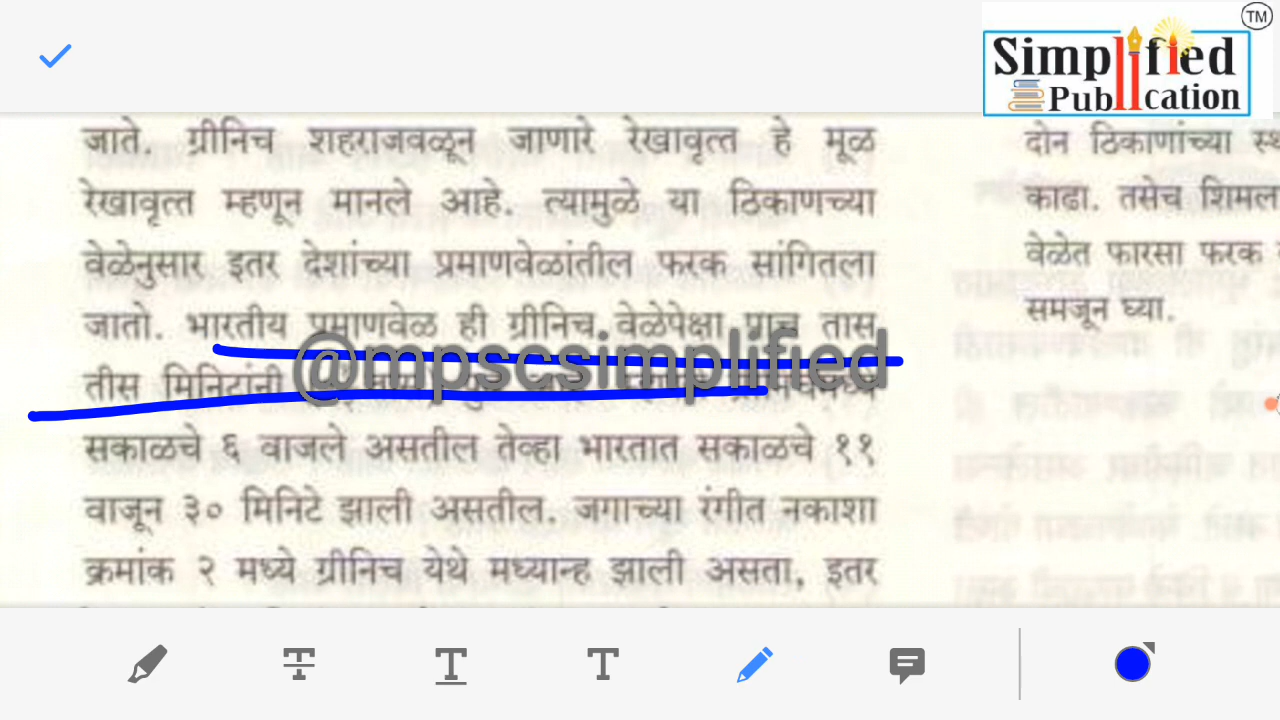 TM
Simplified
Publication
जाते. ग्रीनिच शहराजवळून जाणारे रेखावृत्त हे मूळ
रेखावृत्त म्हणून मानले आहे. त्यामुळे या ठिकाणच्या
वेळेनुसार इतर देशांच्या प्रमाणवेळांतील फरक सांगितला
जातो. भारतीय प्रमाणवेळ ही ग्रीनिच वेळेपेक्षा पाच तास
@mpscsimplified
तीस मिनिटांनी
सकाळचे ६ वाजले असतील तेव्हा भारतात सकाळचे ११
वाजून ३० मिनिटे झाली असतील. जगाच्या रंगीत नकाशा
क्रमांक २ मध्ये ग्रीनिच येथे मध्यान्ह झाली असता, इतर
दोन ठिकाणांच्या
काढा. तसेच
वेळेत फारसा फरक
समजून घ्या.